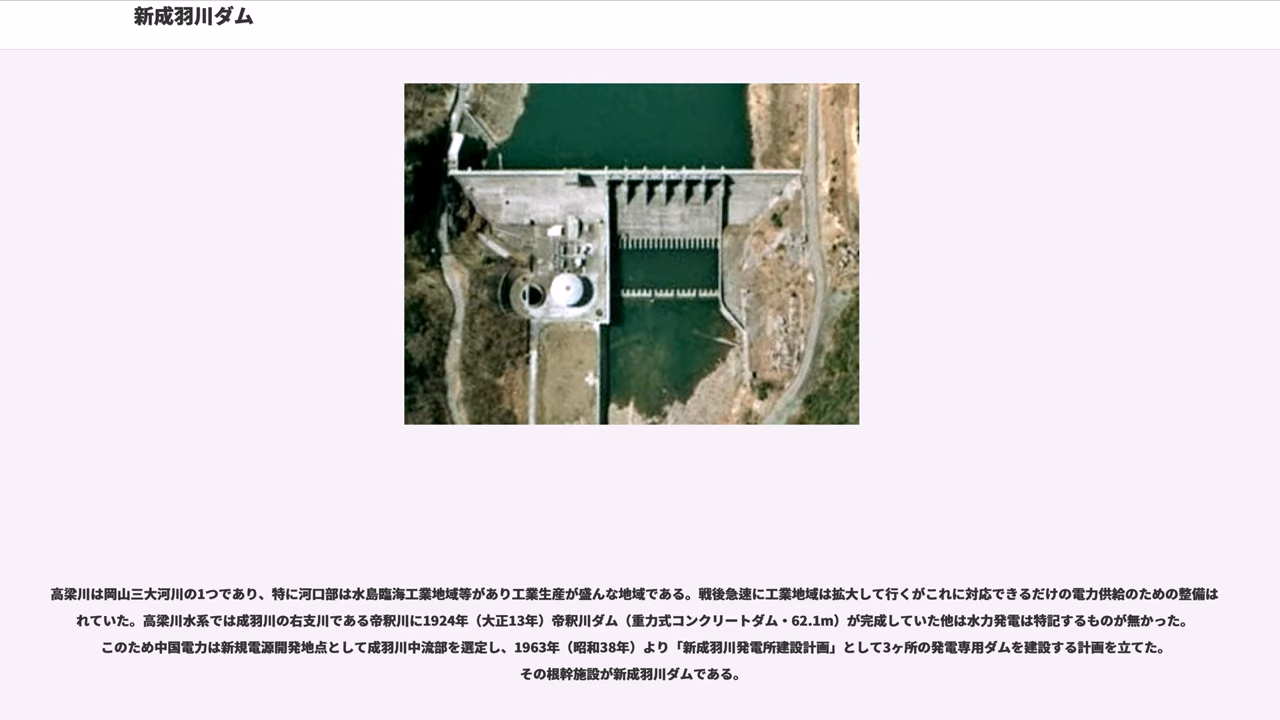 新成羽川ダム
高梁川は岡山三大河川の1つであり、特に河口部は水島臨海工業地域等があり工業生産が盛んな地域である。戦後急速に工業地域は拡大して行くがこれに対応できるだけの電力供給のための整備は
れていた。高梁川水系では成羽川の右支川である帝釈川に1924年（大正13年）帝釈川ダム（重力式コンクリートダム・62.1m）が完成していた他は水力発電は特記するものが無かった。
このため中国電力は新規電源開発地点として成羽川中流部を選定し、1963年（昭和38年）より「新成羽川発電所建設計画」として3ヶ所の発電専用ダムを建設する計画を立てた。
その根幹施設が新成羽川ダムである。